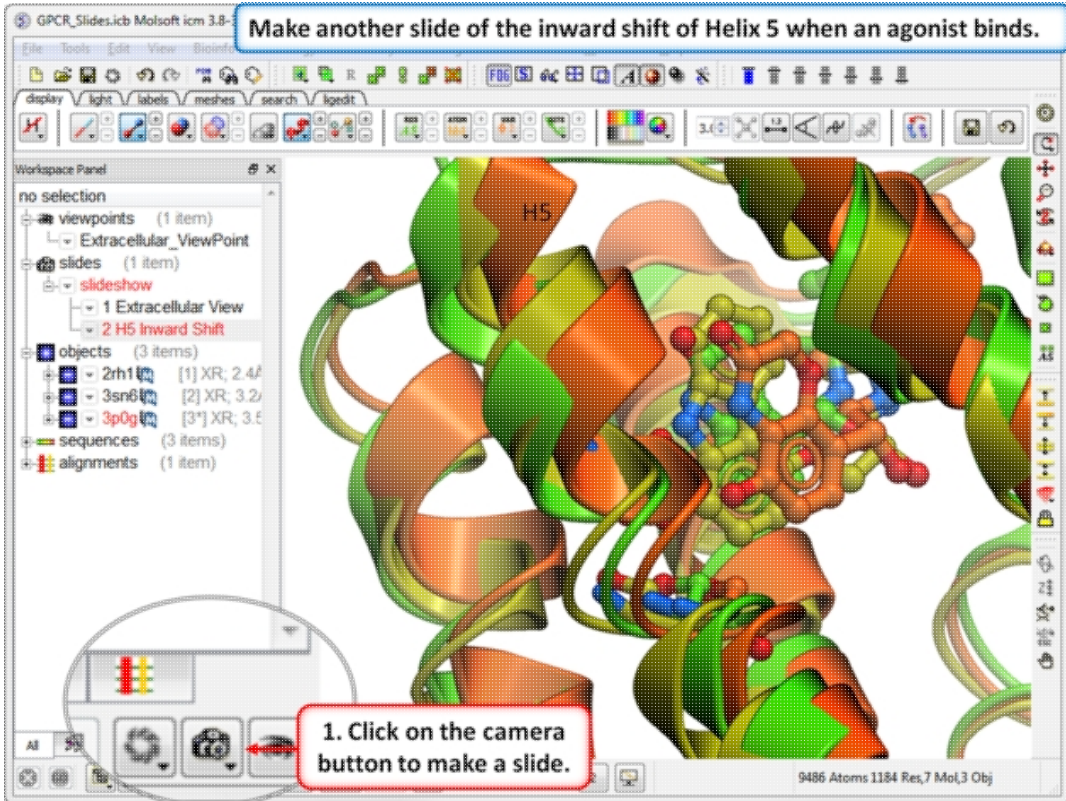 GPCR_Slides.icb Molsoft icm 3.8-
Make another slide of the inward shift of Helix 5 when an agonist binds.
File Tools Edit View Bioinfo
FOG
display light labels meshes search ligedit
Workspace Panel
no selection
viewpoints (1 item)
Extracellular_ViewPoint
slides (1 item)
slideshow
1 Extracellular View
2 H5 Inward Shift
objects (3 items)
2rh1 [1] XR; 2.4Å
3sn6 [2] XR; 3.2Å
3p0g [3*] XR; 3.5
sequences (3 items)
alignments (1 item)
H5
1. Click on the camera
button to make a slide.
All
9486 Atoms 1184 Res,7 Mol,3 Obj